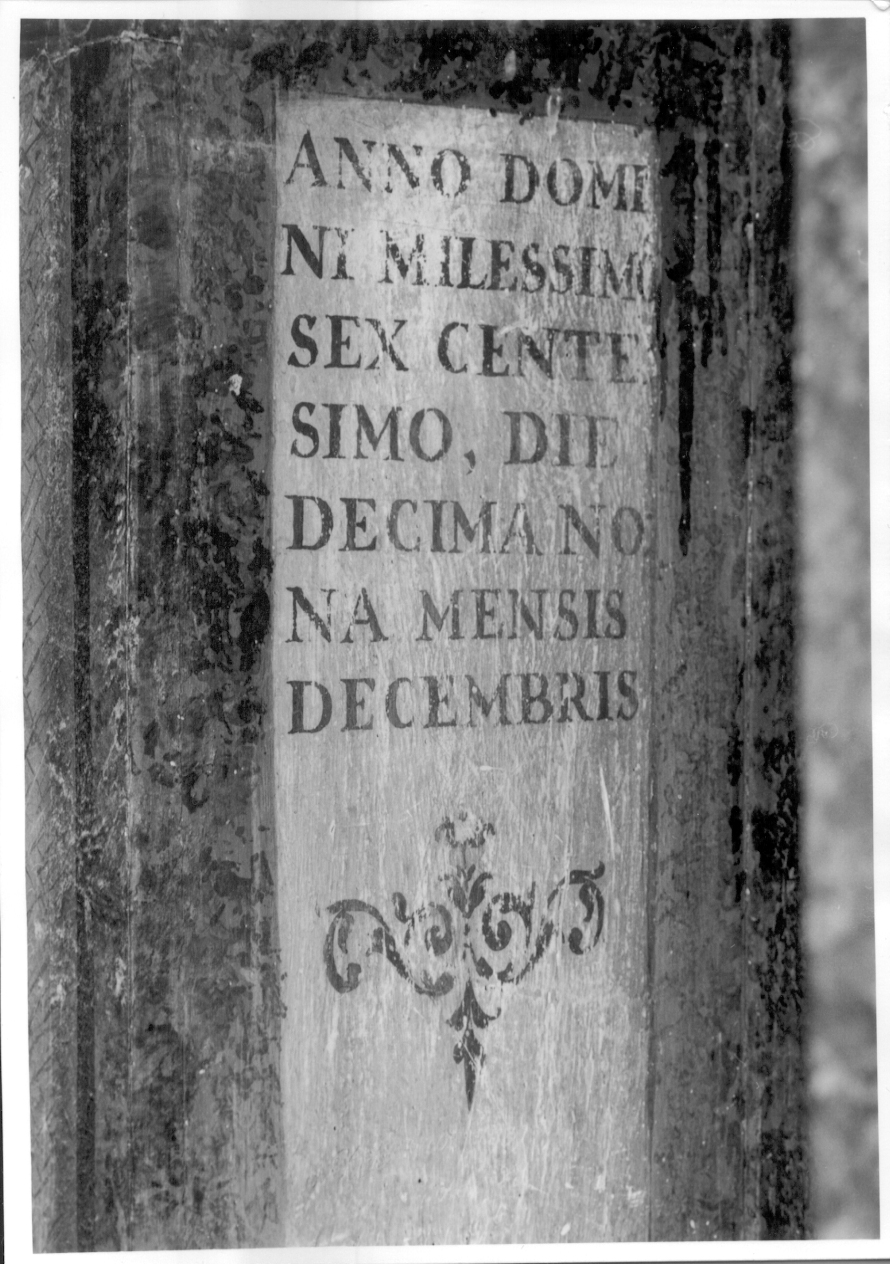 ANNO DOMI
NI MILESSIMO
SEX CENTE
SIMO, DIE
DECIMA NO
NA MENSIS
DECEMBRIS